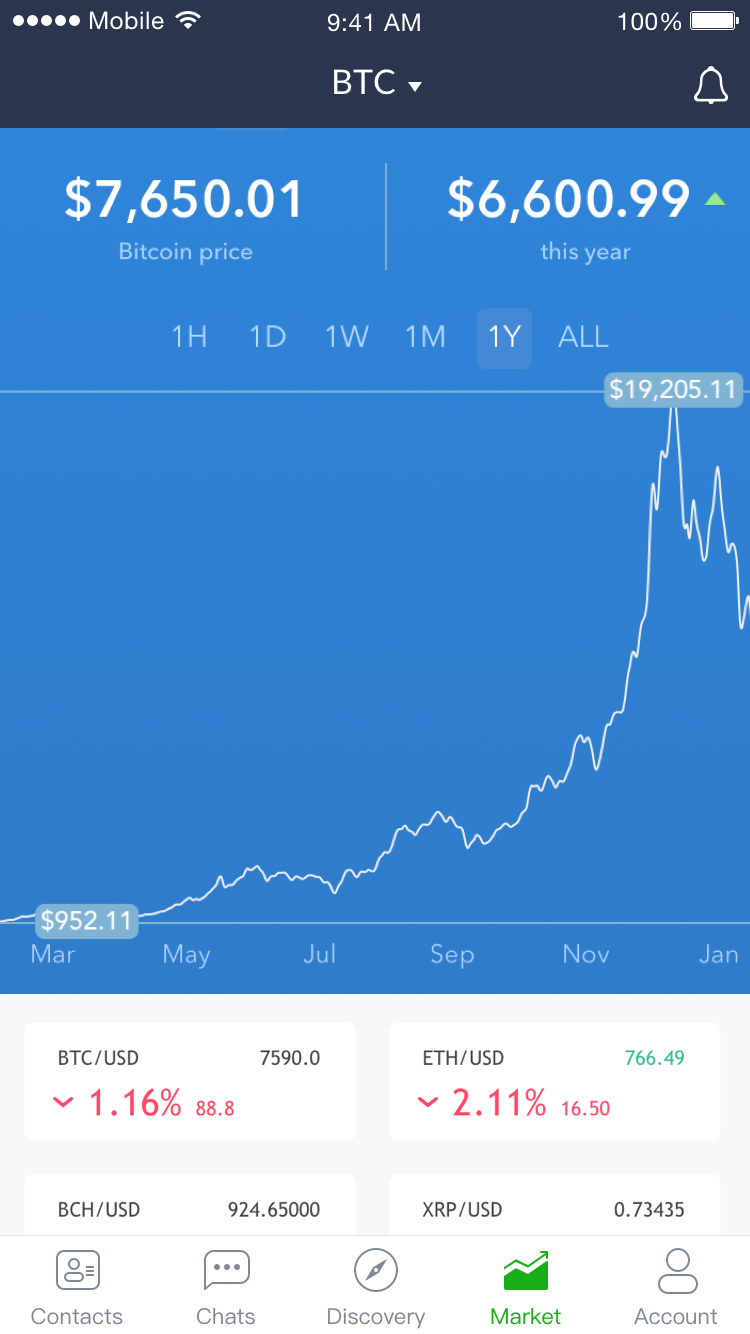 Mobile 9:41 AM 100%
BTC
$7,650.01 $6,600.99
Bitcoin price this year
1H 1D 1W 1M 1Y ALL
$19,205.11
$952.11
Mar May Jul Sep Nov Jan
BTC/USD 7590.0 ETH/USD 766.49
1.16% 88.8 2.11% 16.50
BCH/USD 924.65000 XRP/USD 0.73435
Contacts Chats Discovery Market Account